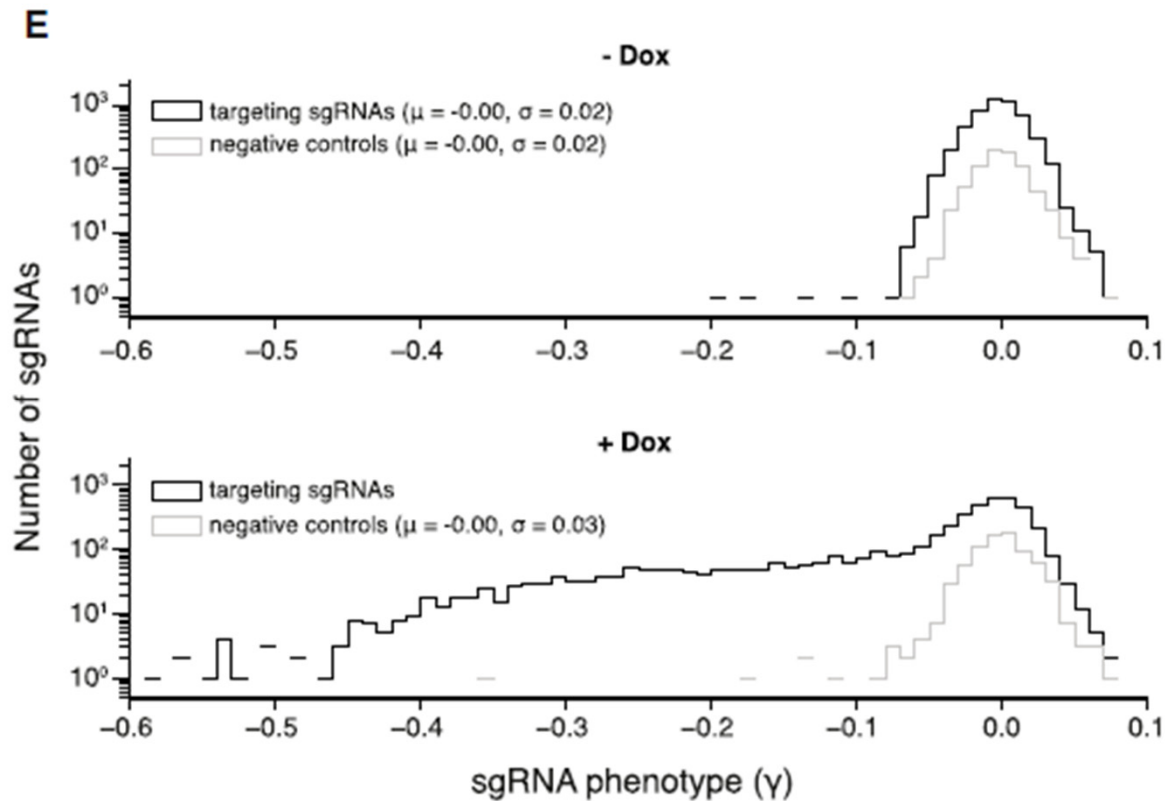 E
- Dox
targeting sgRNAs (μ = -0.00, σ = 0.02)
negative controls (μ = -0.00, σ = 0.02)
10³
10²
10¹
10⁰
−0.6 −0.5 −0.4 −0.3 −0.2 −0.1 0.0 0.1
Number of sgRNAs
+ Dox
targeting sgRNAs
negative controls (μ = -0.00, σ = 0.03)
10³
10²
10¹
10⁰
−0.6 −0.5 −0.4 −0.3 −0.2 −0.1 0.0 0.1
sgRNA phenotype (γ)